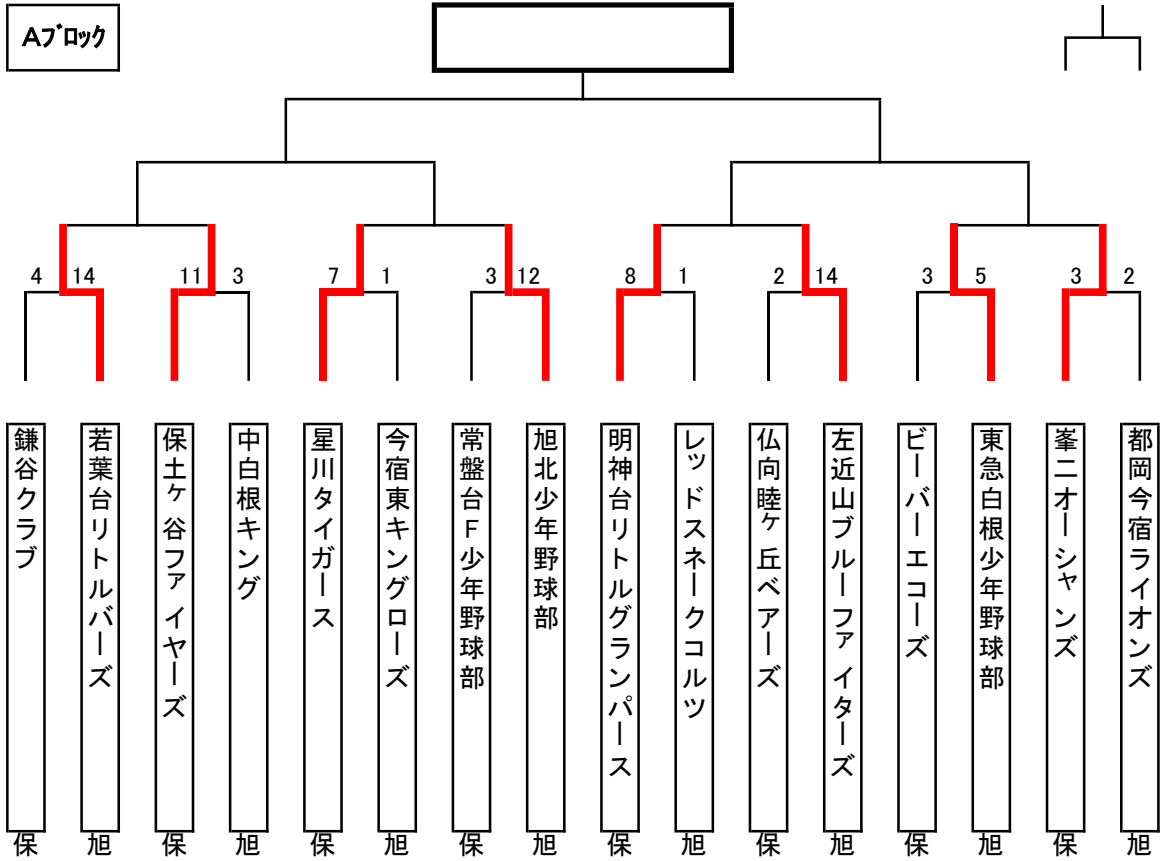 Aブロック
4 14 11 3 7 1 3 12 8 1 2 14 3 5 3 2
鎌谷クラブ
若葉台リトルバーズ
保土ヶ谷ファイヤーズ
中白根キング
星川タイガース
今宿東キングローズ
常盤台F少年野球部
旭北少年野球部
明神台リトルグランパース
レッドスネークコルツ
仏向睦ヶ丘ベアーズ
左近山ブルーファイターズ
ビーバーエコーズ
東急白根少年野球部
峯二オーシャンズ
都岡今宿ライオンズ
保 旭 保 旭 保 旭 保 旭 保 旭 保 旭 保 旭 保 旭